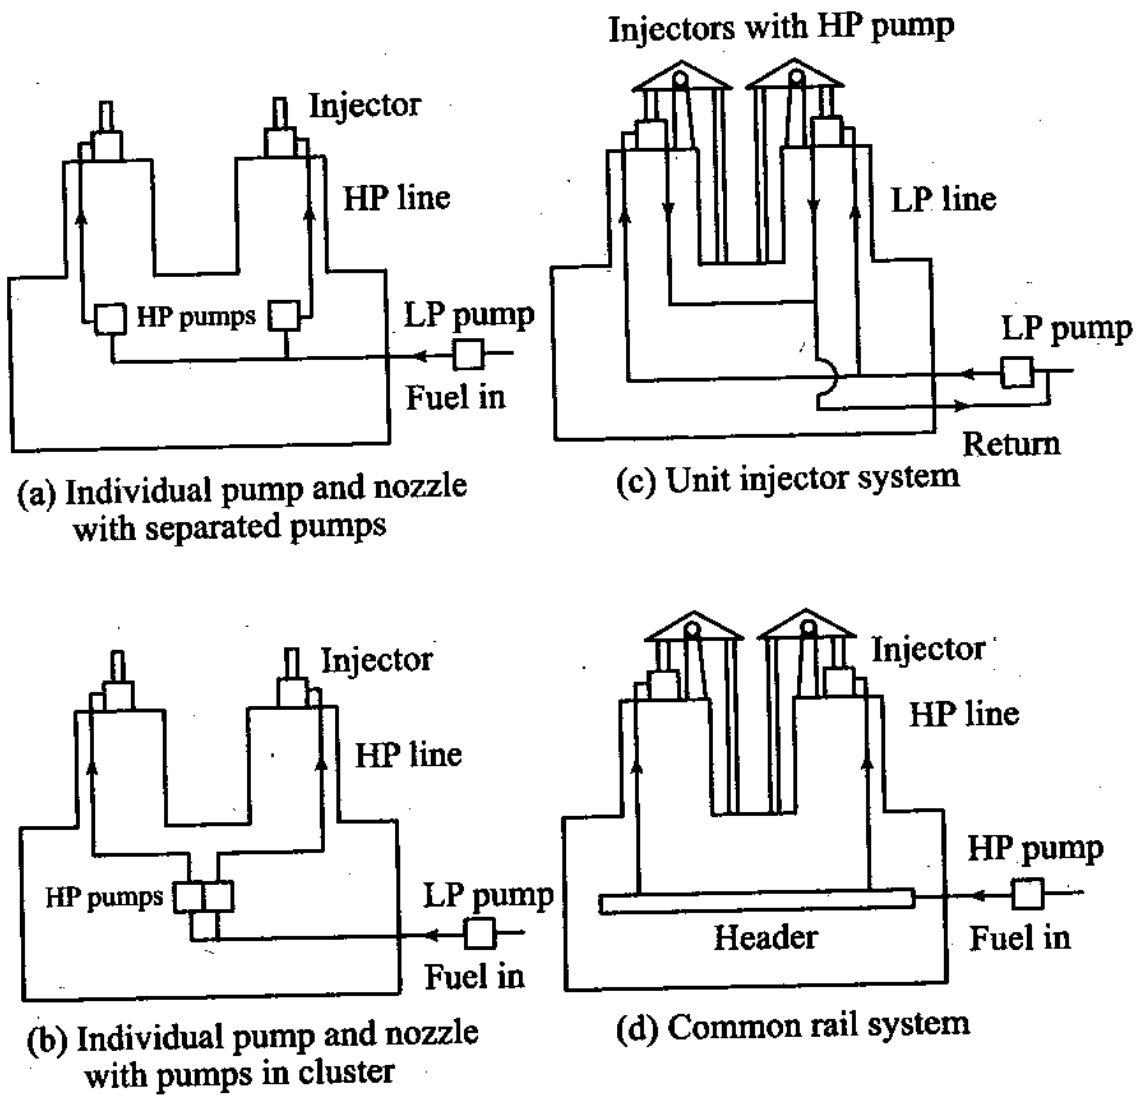 Injector
HP line
HP pumps
LP pump
Fuel in
(a) Individual pump and nozzle
with separated pumps
Injectors with HP pump
LP line
LP pump
Return
(c) Unit injector system
Injector
HP line
HP pumps
LP pump
Fuel in
(b) Individual pump and nozzle
with pumps in cluster
Injector
HP line
HP pump
Header
Fuel in
(d) Common rail system